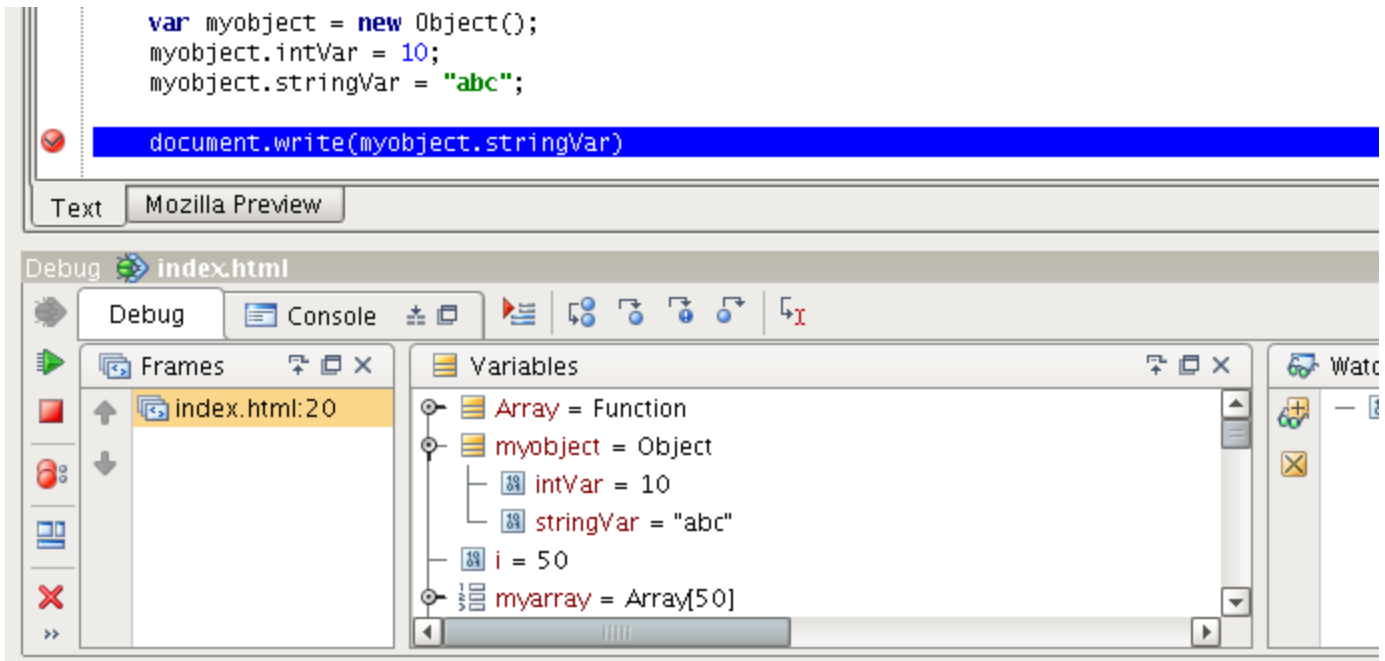 var myobject = new Object();
myobject.intVar = 10;
myobject.stringVar = "abc";
document.write(myobject.stringVar)
Text Mozilla Preview
Debug index.html
Debug Console
Frames Variables
index.html:20
Array = Function
myobject = Object
intVar = 10
stringVar = "abc"
i = 50
myarray = Array[50]